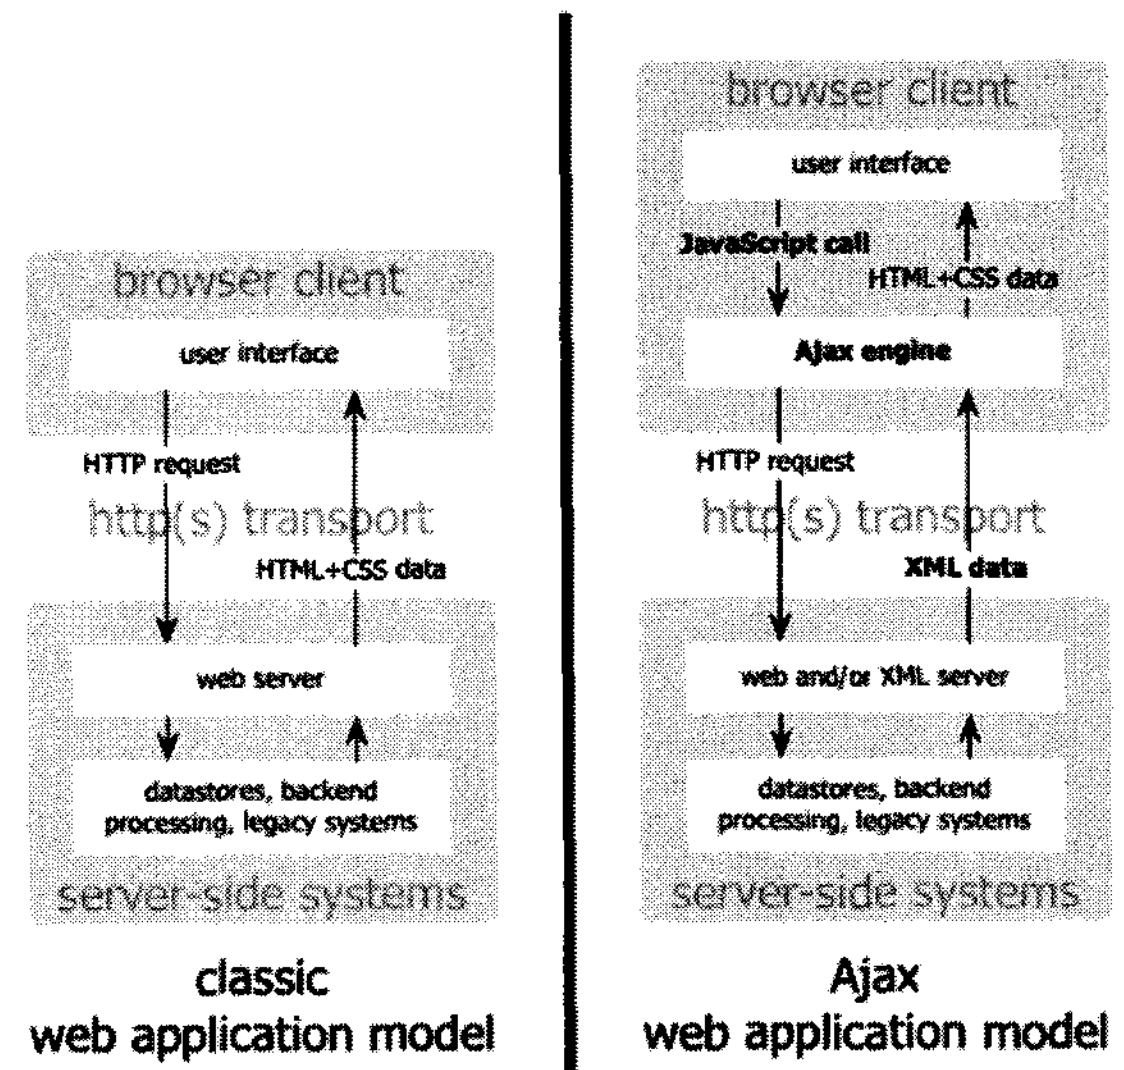 browser client
user interface
HTTP request
http(s) transport
HTML+CSS data
web server
datastores, backend
processing, legacy systems
server-side systems
classic
web application model
browser client
user interface
JavaScript call
HTML+CSS data
Ajax engine
HTTP request
http(s) transport
XML data
web and/or XML server
datastores, backend
processing, legacy systems
server-side systems
Ajax
web application model